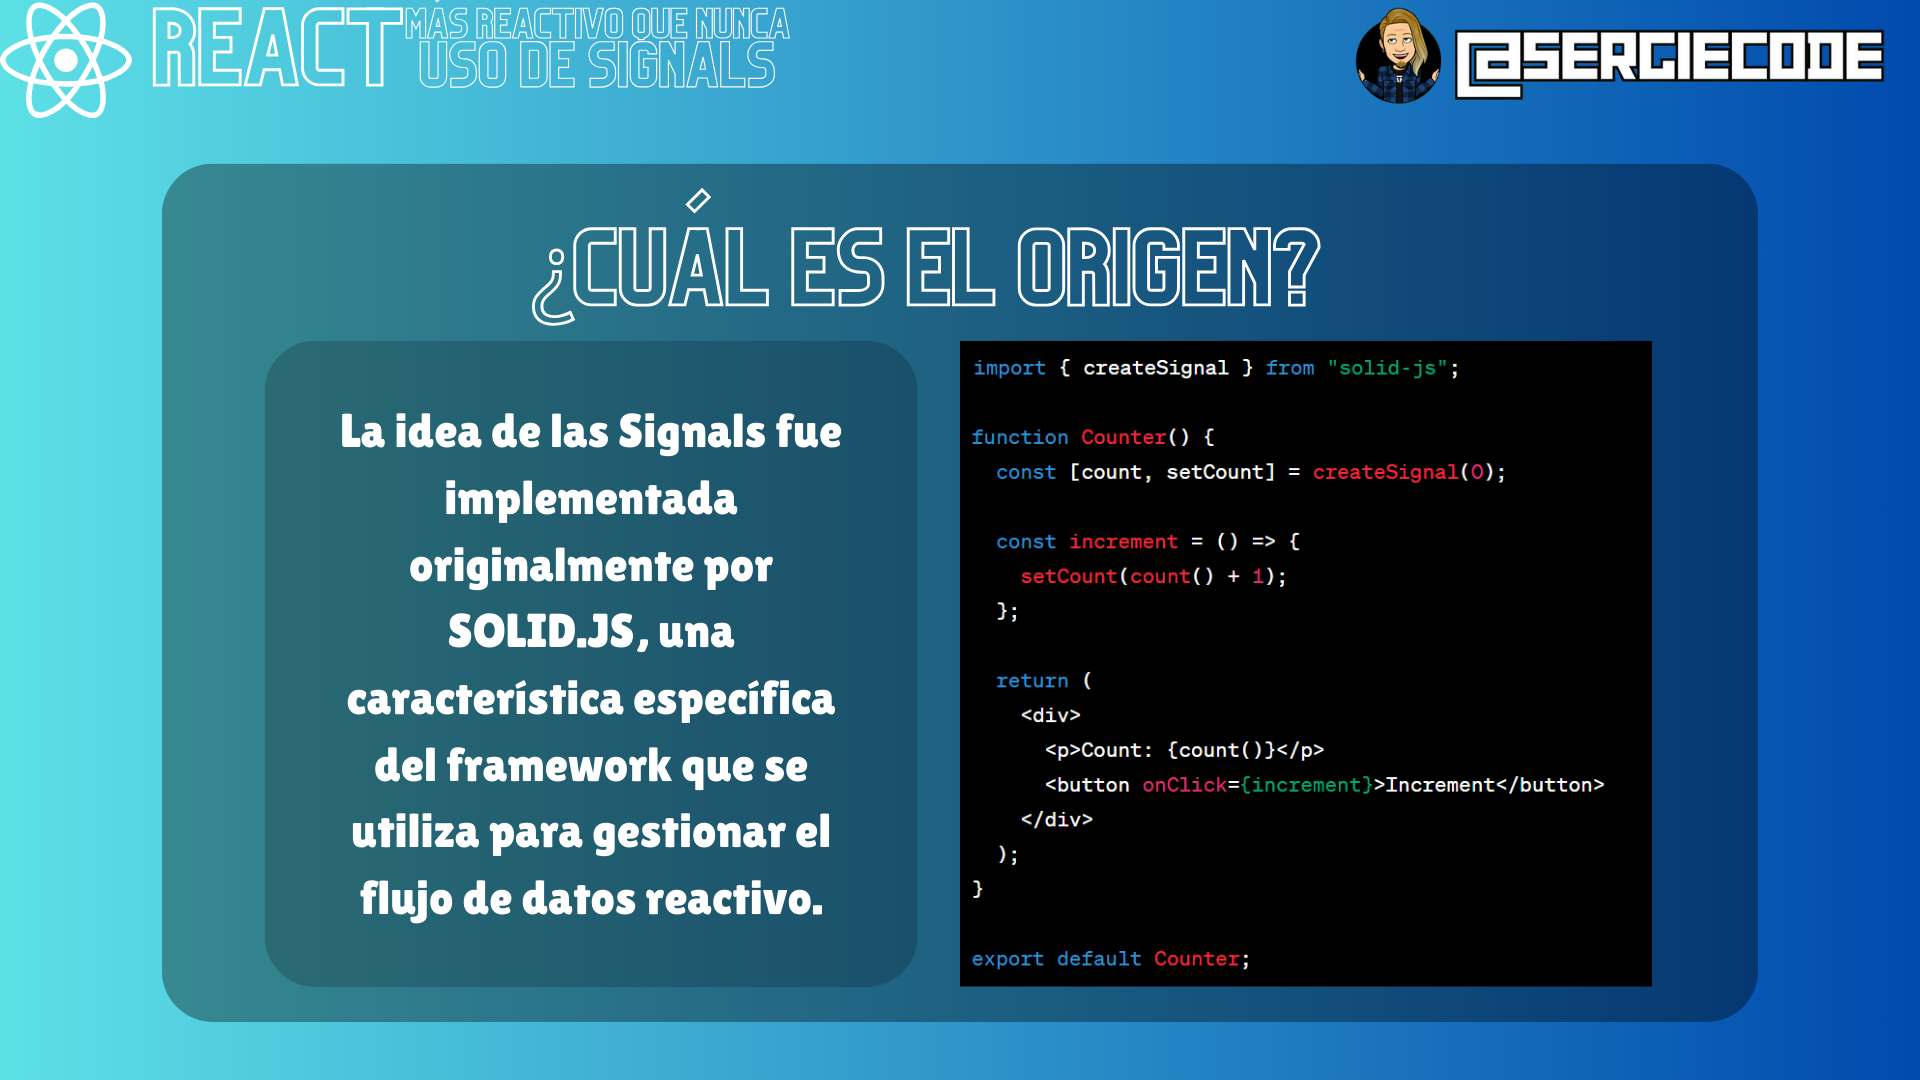 REACT
MÁS REACTIVO QUE NUNCA
USO DE SIGNALS
@SERGIECODE
¿CUÁL ES EL ORIGEN?
La idea de las Signals fue
implementada
originalmente por
SOLID.JS, una
característica específica
del framework que se
utiliza para gestionar el
flujo de datos reactivo.
import { createSignal } from "solid-js";
function Counter() {
  const [count, setCount] = createSignal(0);
  const increment = () => {
    setCount(count() + 1);
  };
  return (
    <div>
      <p>Count: {count()}</p>
      <button onClick={increment}>Increment</button>
    </div>
  );
}
export default Counter;